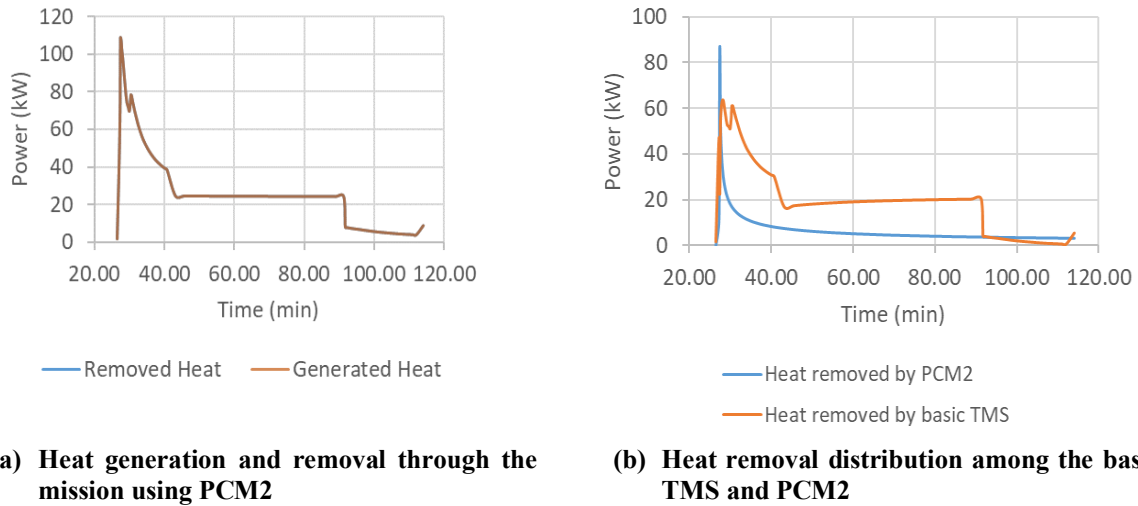 120
100
80
60
40
20
0
Power (kW)
20.00 40.00 60.00 80.00 100.00 120.00
Time (min)
Removed Heat Generated Heat
a) Heat generation and removal through the
mission using PCM2
100
80
60
40
20
0
Power (kW)
20.00 40.00 60.00 80.00 100.00 120.00
Time (min)
Heat removed by PCM2
Heat removed by basic TMS
(b) Heat removal distribution among the bas
TMS and PCM2